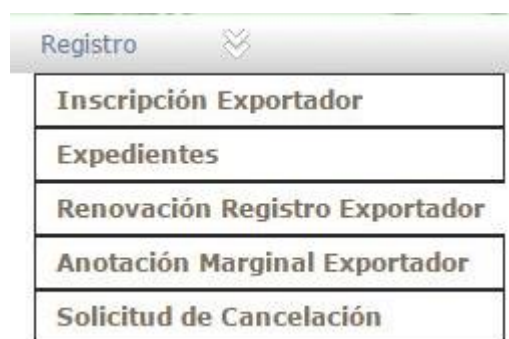 Registro
Inscripción Exportador
Expedientes
Renovación Registro Exportador
Anotación Marginal Exportador
Solicitud de Cancelación